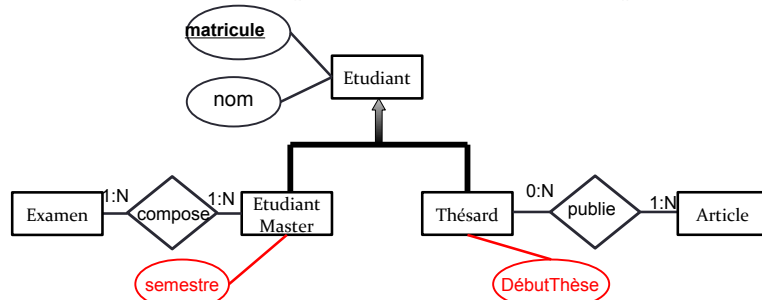 matricule
Etudiant
nom
1:N
1:N
0:N
1:N
Examen
compose
Etudiant
Master
Thésard
publie
Article
semestre
DébutThèse